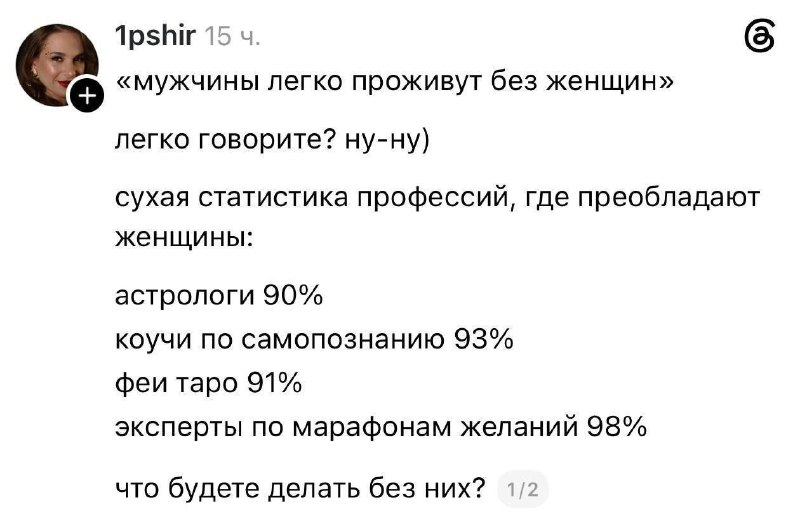 1pshir 15 ч.
«мужчины легко проживут без женщин»
легко говорите? ну-ну)
сухая статистика профессий, где преобладают
женщины:
астрологи 90%
коучи по самопознанию 93%
феи таро 91%
эксперты по марафонам желаний 98%
что будете делать без них? 1/2